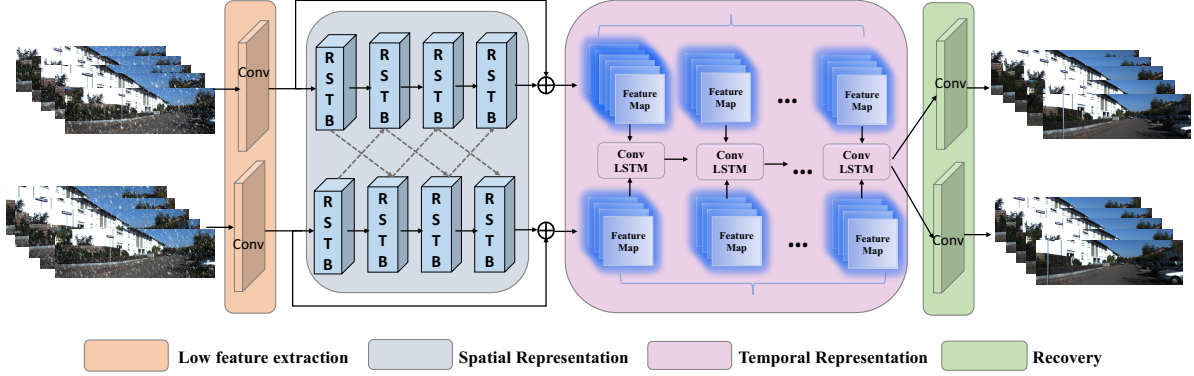 Conv
R
S
T
B
R
S
T
B
R
S
T
B
R
S
T
B
Feature
Map
Feature
Map
...
Feature
Map
Conv
Conv
LSTM
Conv
LSTM
...
Conv
LSTM
Conv
R
S
T
B
R
S
T
B
R
S
T
B
R
S
T
B
Feature
Map
Feature
Map
...
Feature
Map
Conv
Low feature extraction
Spatial Representation
Temporal Representation
Recovery